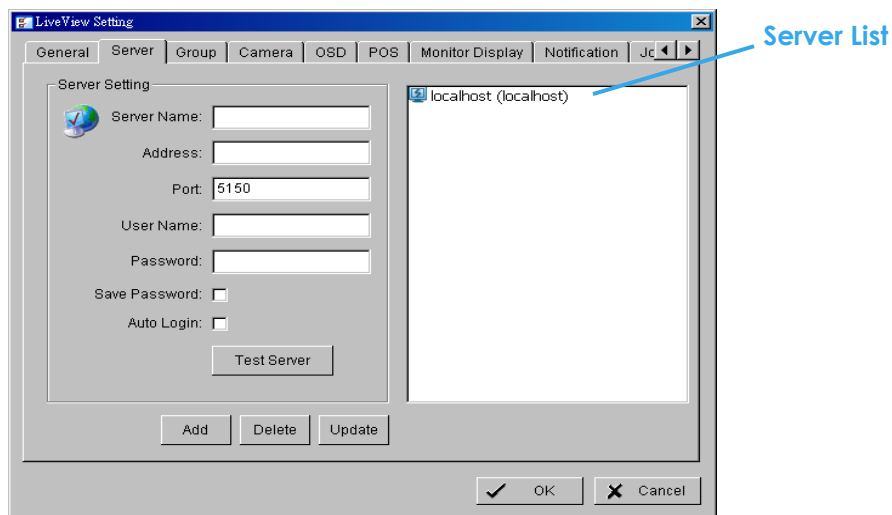 LiveView Setting
General Server Group Camera OSD POS Monitor Display Notification
Server List
Server Setting
localhost (localhost)
Server Name:
Address:
Port: 5150
User Name:
Password:
Save Password:
Auto Login:
Test Server
Add Delete Update
OK Cancel